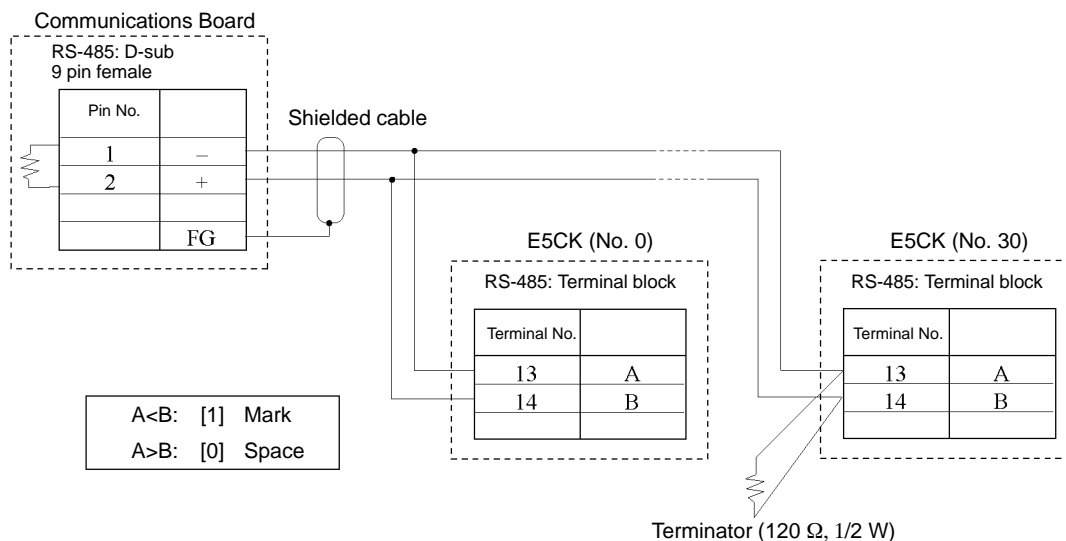 Communications Board
RS-485: D-sub
9 pin female
Pin No.
1 –
2 +
FG
Shielded cable
E5CK (No. 0)
RS-485: Terminal block
Terminal No.
13 A
14 B
E5CK (No. 30)
RS-485: Terminal block
Terminal No.
13 A
14 B
A<B: [1] Mark
A>B: [0] Space
Terminator (120 Ω, 1/2 W)